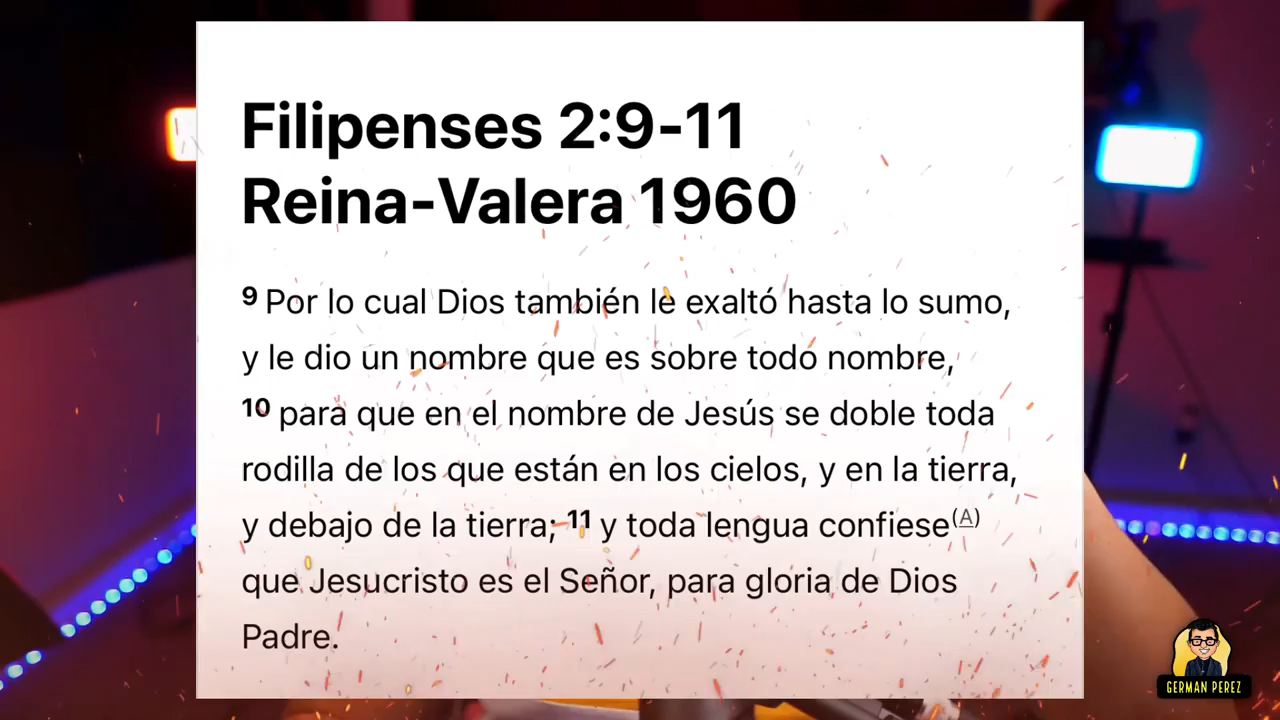 Filipenses 2:9-11
Reina-Valera 1960
9 Por lo cual Dios también le exaltó hasta lo sumo,
y le dio un nombre que es sobre todo nombre,
10 para que en el nombre de Jesús se doble toda
rodilla de los que están en los cielos, y en la tierra,
y debajo de la tierra; 11 y toda lengua confiese(A)
que Jesucristo es el Señor, para gloria de Dios
Padre.
GERMAN PEREZ